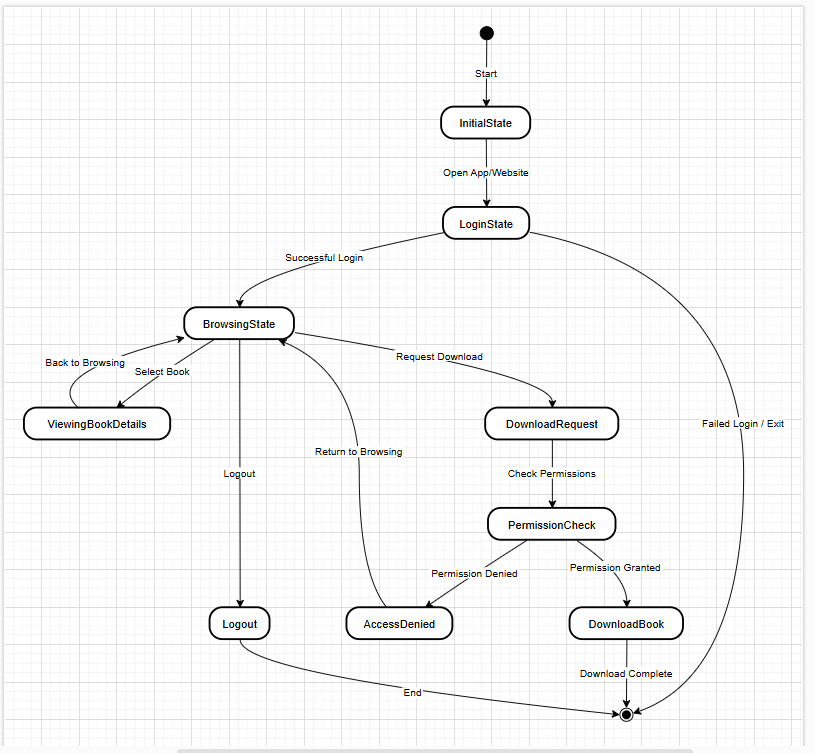 Start
InitialState
Open App/Website
LoginState
Successful Login
BrowsingState
Request Download
Back to Browsing
Select Book
ViewingBookDetails
DownloadRequest
Failed Login / Exit
Return to Browsing
Logout
Check Permissions
PermissionCheck
Permission Denied
Permission Granted
Logout
AccessDenied
DownloadBook
Download Complete
End